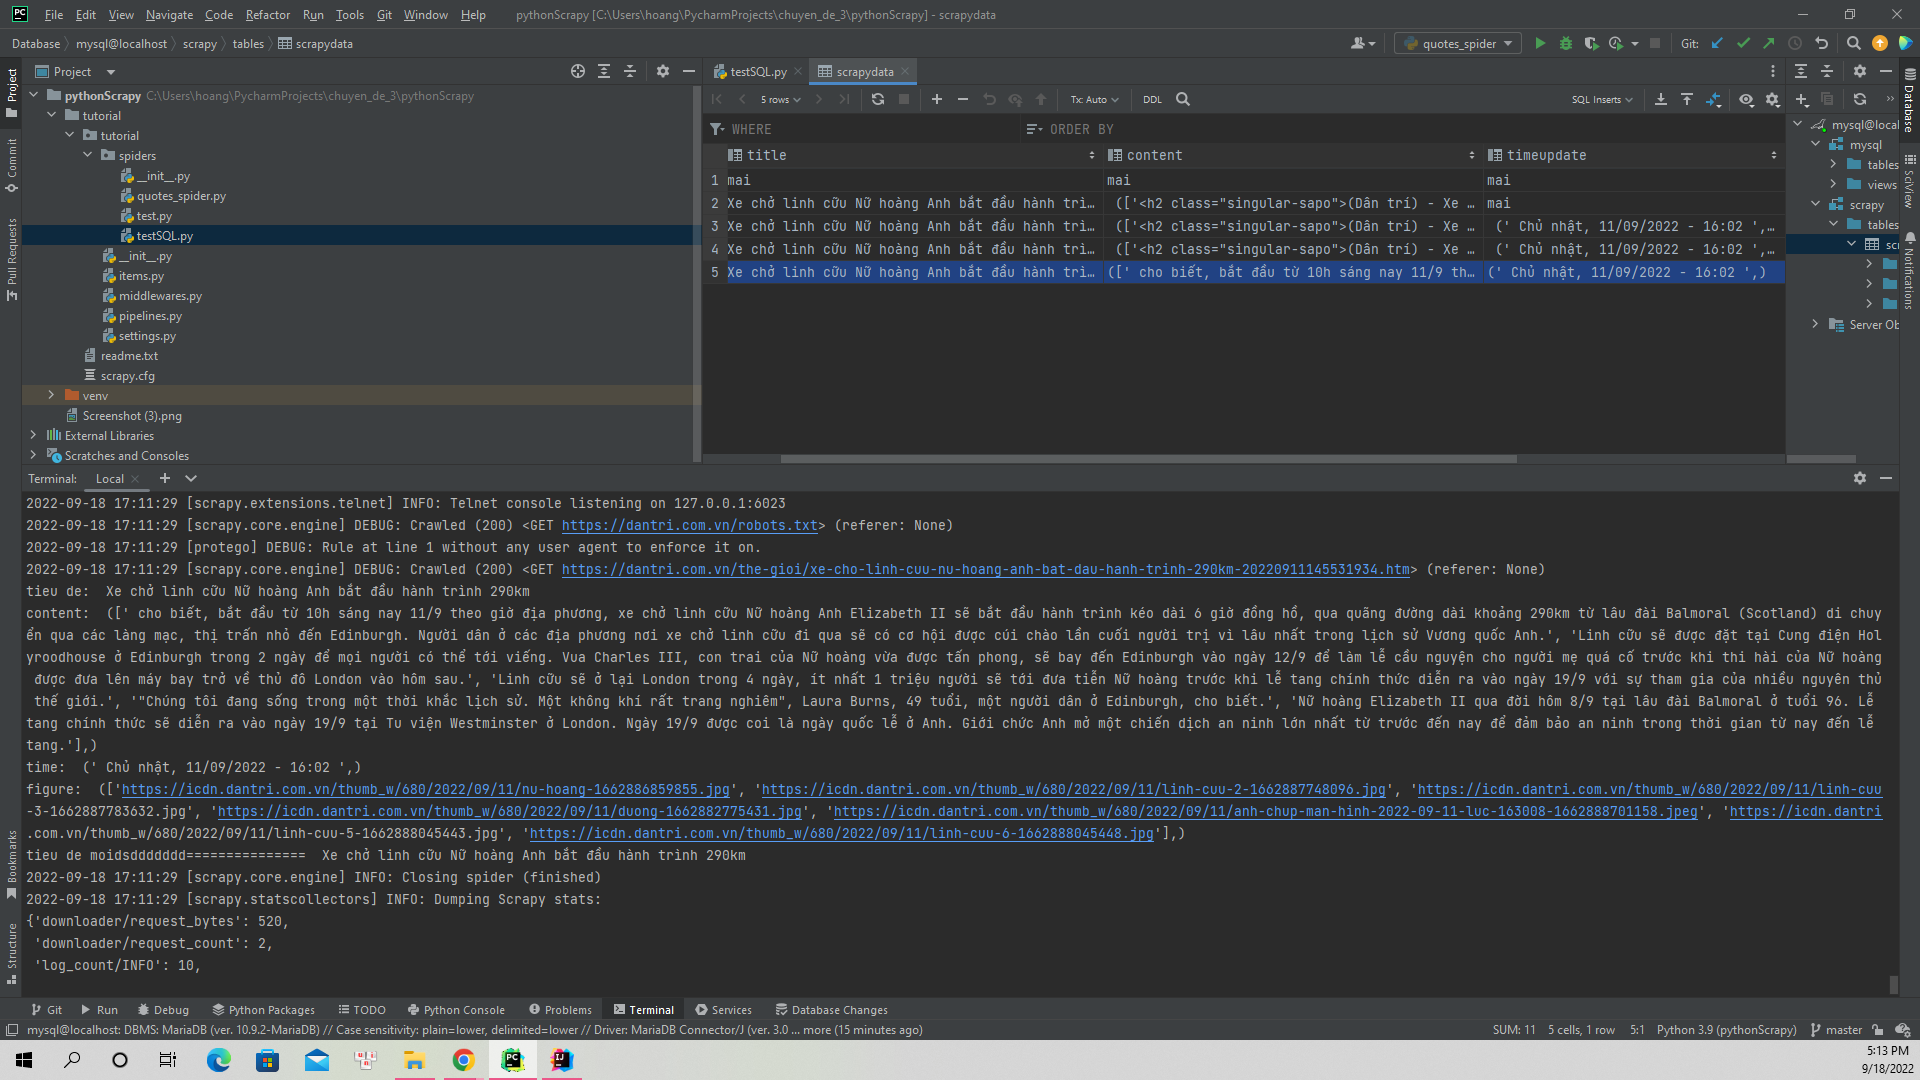 File Edit View Navigate Code Refactor Run Tools Git Window Help pythonScrapy [C:\Users\hoang\PycharmProjects\chuyen_de_3\pythonScrapy] - scrapydata
Database mysql@localhost scrapy tables scrapydata quotes_spider Git:
Project
testSQL.py scrapydata
pythonScrapy C:\Users\hoang\PycharmProjects\chuyen_de_3\pythonScrapy
tutorial
tutorial
spiders
__init__.py
quotes_spider.py
test.py
testSQL.py
__init__.py
items.py
middlewares.py
pipelines.py
settings.py
readme.txt
scrapy.cfg
venv
Screenshot (3).png
External Libraries
Scratches and Consoles
5 rows Tx: Auto DDL SQL Inserts
WHERE ORDER BY
title content timeupdate
1 mai mai mai
2 Xe chở linh cữu Nữ hoàng Anh bắt đầu hành trì… (['<h2 class="singular-sapo">(Dân trí) - Xe … mai
3 Xe chở linh cữu Nữ hoàng Anh bắt đầu hành trì… (['<h2 class="singular-sapo">(Dân trí) - Xe … (' Chủ nhật, 11/09/2022 - 16:02 ',…
4 Xe chở linh cữu Nữ hoàng Anh bắt đầu hành trì… (['<h2 class="singular-sapo">(Dân trí) - Xe … (' Chủ nhật, 11/09/2022 - 16:02 ',…
5 Xe chở linh cữu Nữ hoàng Anh bắt đầu hành trì… ([' cho biết, bắt đầu từ 10h sáng nay 11/9 th… (' Chủ nhật, 11/09/2022 - 16:02 ',)
mysql@local
mysql
tables
views
scrapy
tables
scr
Server Ob
Project
Commit
Pull Requests
Bookmarks
Structure
Database
SciView
Notifications
Terminal: Local
2022-09-18 17:11:29 [scrapy.extensions.telnet] INFO: Telnet console listening on 127.0.0.1:6023
2022-09-18 17:11:29 [scrapy.core.engine] DEBUG: Crawled (200) <GET https://dantri.com.vn/robots.txt> (referer: None)
2022-09-18 17:11:29 [protego] DEBUG: Rule at line 1 without any user agent to enforce it on.
2022-09-18 17:11:29 [scrapy.core.engine] DEBUG: Crawled (200) <GET https://dantri.com.vn/the-gioi/xe-cho-linh-cuu-nu-hoang-anh-bat-dau-hanh-trinh-290km-20220911145531934.htm> (referer: None)
tieu de:  Xe chở linh cữu Nữ hoàng Anh bắt đầu hành trình 290km
content:  ([' cho biết, bắt đầu từ 10h sáng nay 11/9 theo giờ địa phương, xe chở linh cữu Nữ hoàng Anh Elizabeth II sẽ bắt đầu hành trình kéo dài 6 giờ đồng hồ, qua quãng đường dài khoảng 290km từ lâu đài Balmoral (Scotland) di chuy
ển qua các làng mạc, thị trấn nhỏ đến Edinburgh. Người dân ở các địa phương nơi xe chở linh cữu đi qua sẽ có cơ hội được cúi chào lần cuối người trị vì lâu nhất trong lịch sử Vương quốc Anh.', 'Linh cữu sẽ được đặt tại Cung điện Hol
yroodhouse ở Edinburgh trong 2 ngày để mọi người có thể tới viếng. Vua Charles III, con trai của Nữ hoàng vừa được tấn phong, sẽ bay đến Edinburgh vào ngày 12/9 để làm lễ cầu nguyện cho người mẹ quá cố trước khi thi hài của Nữ hoàng
được đưa lên máy bay trở về thủ đô London vào hôm sau.', 'Linh cữu sẽ ở lại London trong 4 ngày, ít nhất 1 triệu người sẽ tới đưa tiễn Nữ hoàng trước khi lễ tang chính thức diễn ra vào ngày 19/9 với sự tham gia của nhiều nguyên thủ
thế giới.', '"Chúng tôi đang sống trong một thời khắc lịch sử. Một không khí rất trang nghiêm", Laura Burns, 49 tuổi, một người dân ở Edinburgh, cho biết.', 'Nữ hoàng Elizabeth II qua đời hôm 8/9 tại lâu đài Balmoral ở tuổi 96. Lễ
tang chính thức sẽ diễn ra vào ngày 19/9 tại Tu viện Westminster ở London. Ngày 19/9 được coi là ngày quốc lễ ở Anh. Giới chức Anh mở một chiến dịch an ninh lớn nhất từ trước đến nay để đảm bảo an ninh trong thời gian từ nay đến lễ
tang.'],)
time:  (' Chủ nhật, 11/09/2022 - 16:02 ',)
figure:  (['https://icdn.dantri.com.vn/thumb_w/680/2022/09/11/nu-hoang-1662886859855.jpg', 'https://icdn.dantri.com.vn/thumb_w/680/2022/09/11/linh-cuu-2-1662887748096.jpg', 'https://icdn.dantri.com.vn/thumb_w/680/2022/09/11/linh-cuu
-3-1662887783632.jpg', 'https://icdn.dantri.com.vn/thumb_w/680/2022/09/11/duong-1662882775431.jpg', 'https://icdn.dantri.com.vn/thumb_w/680/2022/09/11/anh-chup-man-hinh-2022-09-11-luc-163008-1662888701158.jpeg', 'https://icdn.dantri
.com.vn/thumb_w/680/2022/09/11/linh-cuu-5-1662888045443.jpg', 'https://icdn.dantri.com.vn/thumb_w/680/2022/09/11/linh-cuu-6-1662888045448.jpg'],)
tieu de moidsddddddd===============  Xe chở linh cữu Nữ hoàng Anh bắt đầu hành trình 290km
2022-09-18 17:11:29 [scrapy.core.engine] INFO: Closing spider (finished)
2022-09-18 17:11:29 [scrapy.statscollectors] INFO: Dumping Scrapy stats:
{'downloader/request_bytes': 520,
'downloader/request_count': 2,
'log_count/INFO': 10,
Git Run Debug Python Packages TODO Python Console Problems Terminal Services Database Changes
mysql@localhost: DBMS: MariaDB (ver. 10.9.2-MariaDB) // Case sensitivity: plain=lower, delimited=lower // Driver: MariaDB Connector/J (ver. 3.0 ... more (15 minutes ago) SUM: 11 5 cells, 1 row 5:1 Python 3.9 (pythonScrapy) master
5:13 PM
9/18/2022